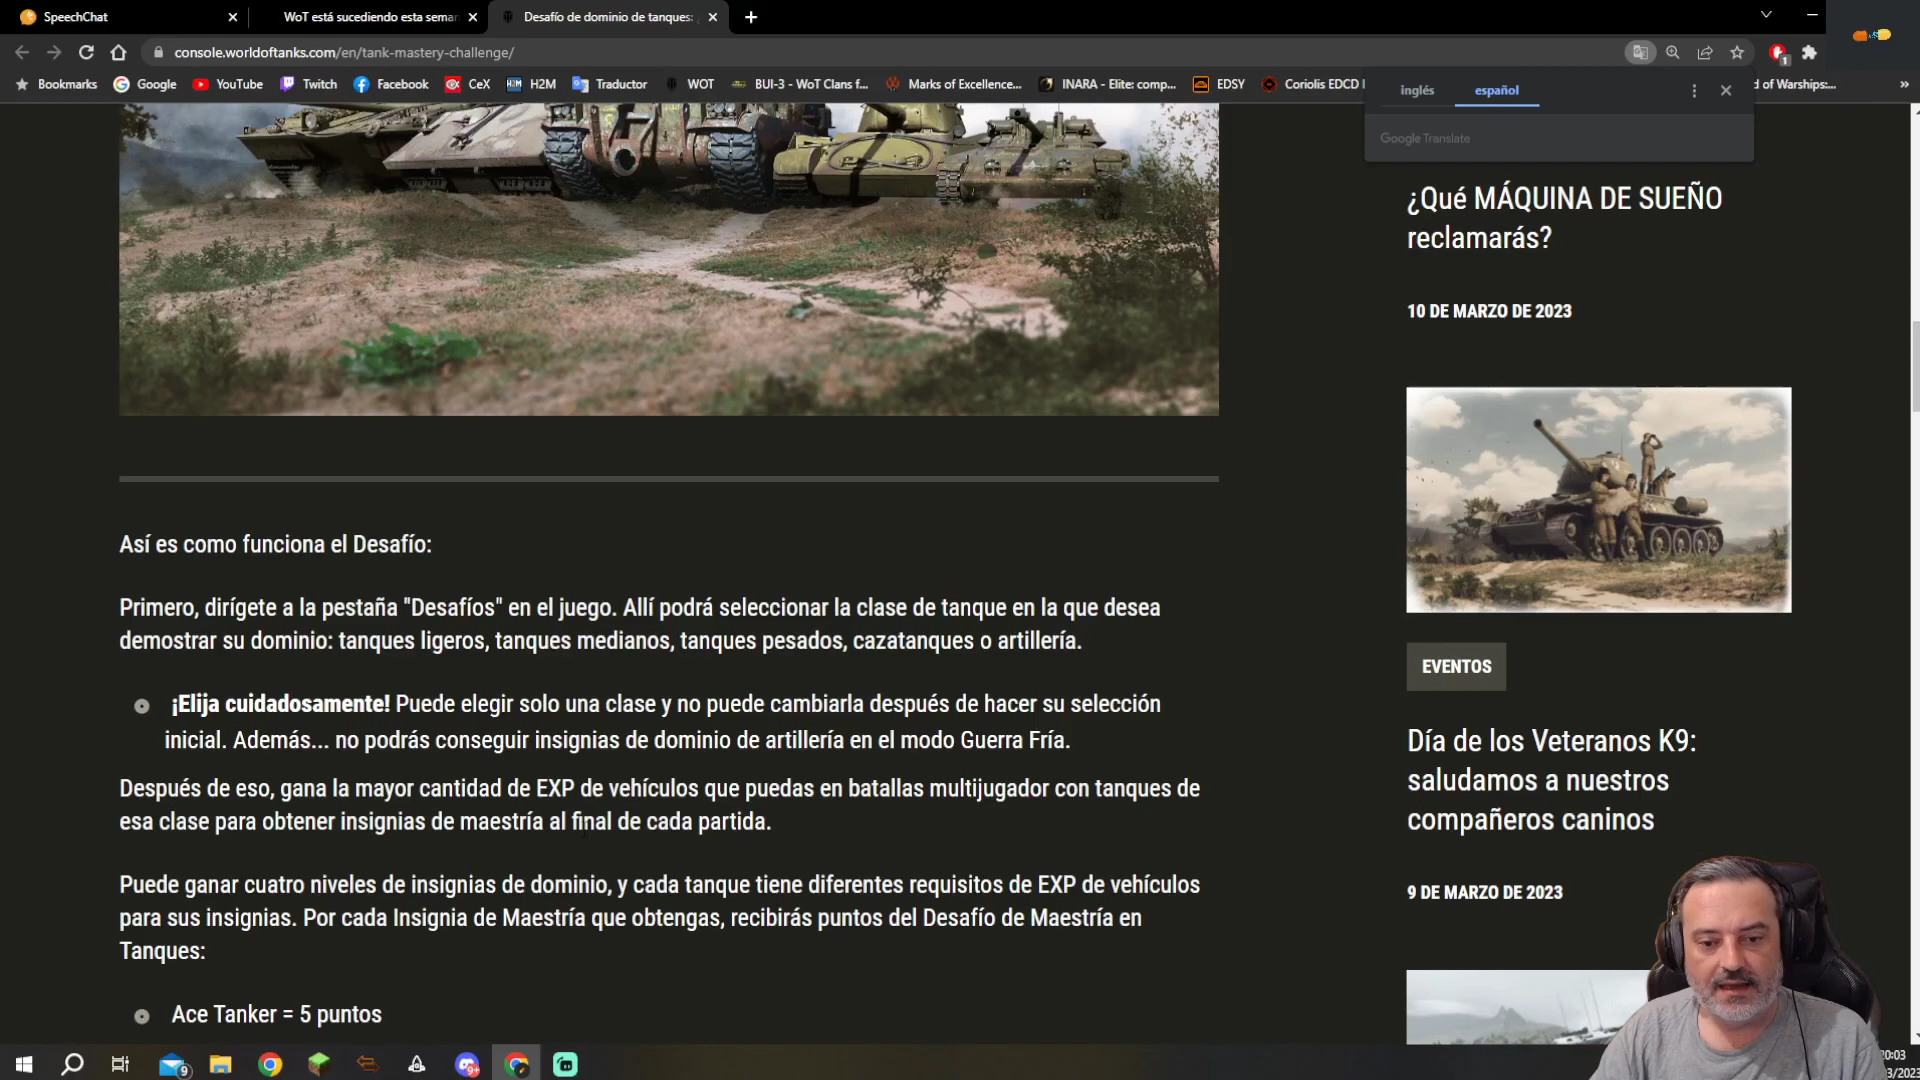 SpeechChat
WoT está sucediendo esta semar
Desafío de dominio de tanques:
console.worldoftanks.com/en/tank-mastery-challenge/
1
Bookmarks
Google
YouTube
Twitch
Facebook
CeX
H2M
Traductor
WOT
BUI-3 - WoT Clans f...
Marks of Excellence...
INARA - Elite: comp...
EDSY
Coriolis EDCD
d of Warships:...
inglés
español
Google Translate
¿Qué MÁQUINA DE SUEÑO
reclamarás?
10 DE MARZO DE 2023
Así es como funciona el Desafío:
Primero, dirígete a la pestaña "Desafíos" en el juego. Allí podrá seleccionar la clase de tanque en la que desea
demostrar su dominio: tanques ligeros, tanques medianos, tanques pesados, cazatanques o artillería.
¡Elija cuidadosamente! Puede elegir solo una clase y no puede cambiarla después de hacer su selección
inicial. Además... no podrás conseguir insignias de dominio de artillería en el modo Guerra Fría.
Después de eso, gana la mayor cantidad de EXP de vehículos que puedas en batallas multijugador con tanques de
esa clase para obtener insignias de maestría al final de cada partida.
Puede ganar cuatro niveles de insignias de dominio, y cada tanque tiene diferentes requisitos de EXP de vehículos
para sus insignias. Por cada Insignia de Maestría que obtengas, recibirás puntos del Desafío de Maestría en
Tanques:
Ace Tanker = 5 puntos
EVENTOS
Día de los Veteranos K9:
saludamos a nuestros
compañeros caninos
9 DE MARZO DE 2023
9
9+
20:03
3/2023